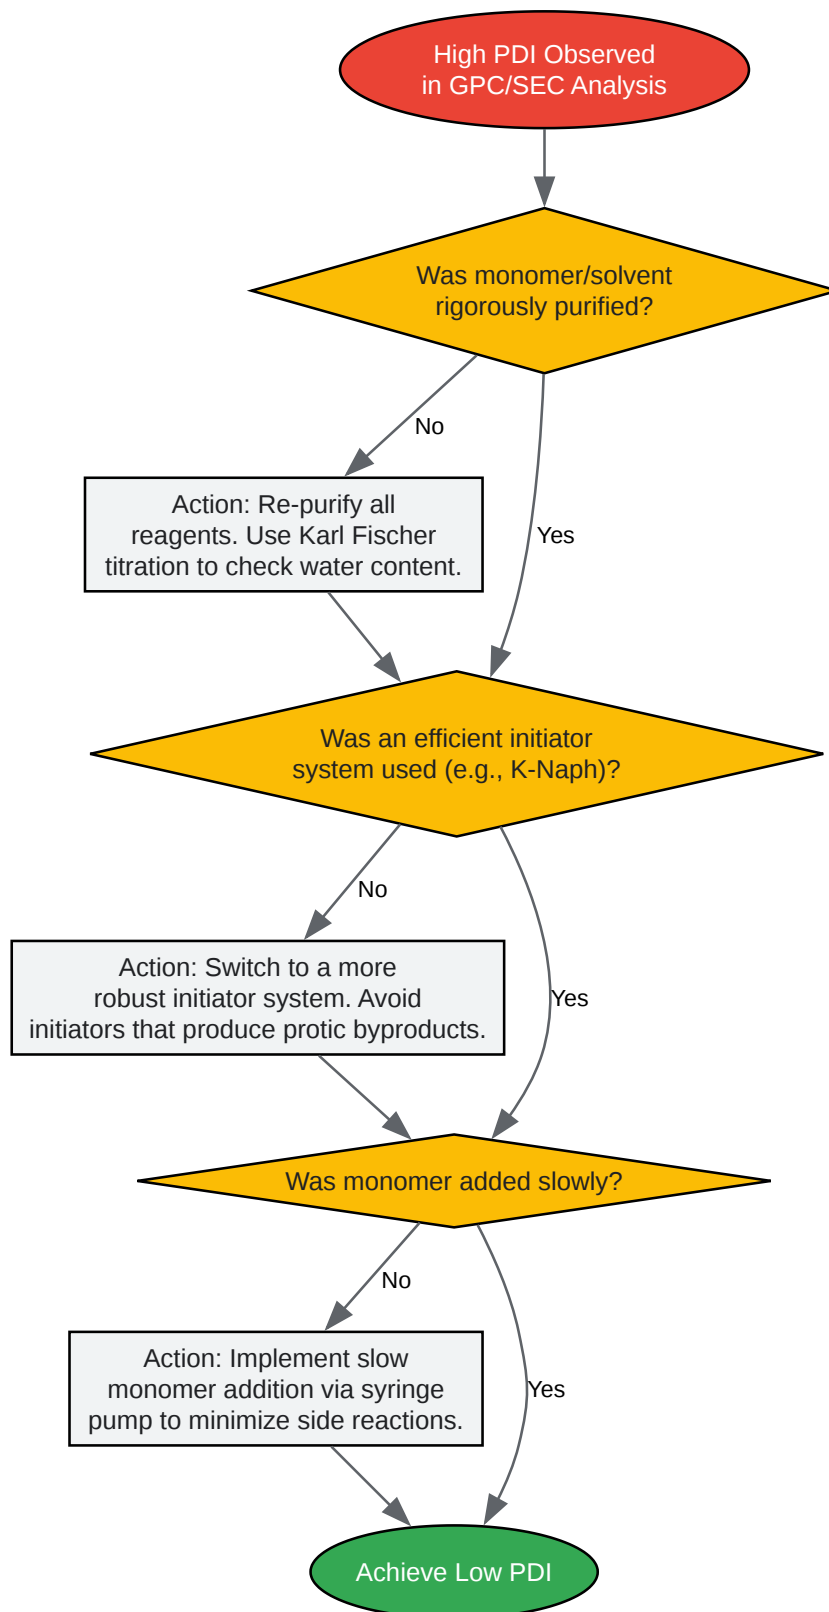 High PDI Observed
in GPC/SEC Analysis
Was monomer/solvent
rigorously purified?
No
Action: Re-purify all
reagents. Use Karl Fischer
titration to check water content.
Yes
Was an efficient initiator
system used (e.g., K-Naph)?
No
Action: Switch to a more
robust initiator system. Avoid
initiators that produce protic byproducts.
Yes
Was monomer added slowly?
No
Action: Implement slow
monomer addition via syringe
pump to minimize side reactions.
Yes
Achieve Low PDI